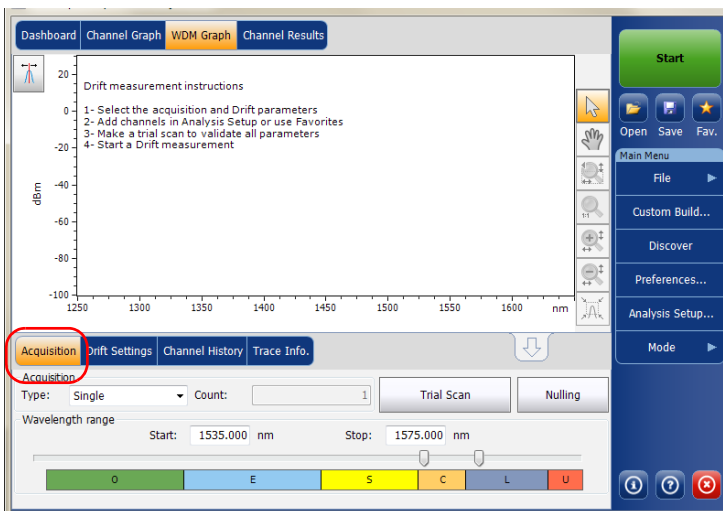 Dashboard Channel Graph WDM Graph Channel Results
20
0
-20
-40
-60
-80
-100
dBm
Drift measurement instructions
1- Select the acquisition and Drift parameters
2- Add channels in Analysis Setup or use Favorites
3- Make a trial scan to validate all parameters
4- Start a Drift measurement
1250 1300 1350 1400 1450 1500 1550 1600 nm
1:1
Acquisition Drift Settings Channel History Trace Info.
Acquisition
Type: Single Count: 1 Trial Scan Nulling
Wavelength range
Start: 1535.000 nm Stop: 1575.000 nm
O E S C L U
Start
Open Save Fav.
Main Menu
File
Custom Build...
Discover
Preferences...
Analysis Setup...
Mode